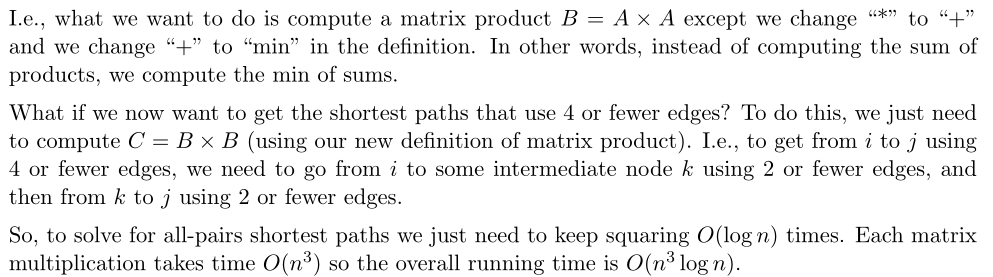 I.e., what we want to do is compute a matrix product B = A × A except we change “*” to “+”
and we change “+” to “min” in the definition. In other words, instead of computing the sum of
products, we compute the min of sums.
What if we now want to get the shortest paths that use 4 or fewer edges? To do this, we just need
to compute C = B × B (using our new definition of matrix product). I.e., to get from i to j using
4 or fewer edges, we need to go from i to some intermediate node k using 2 or fewer edges, and
then from k to j using 2 or fewer edges.
So, to solve for all-pairs shortest paths we just need to keep squaring O(log n) times. Each matrix
multiplication takes time O(n³) so the overall running time is O(n³ log n).